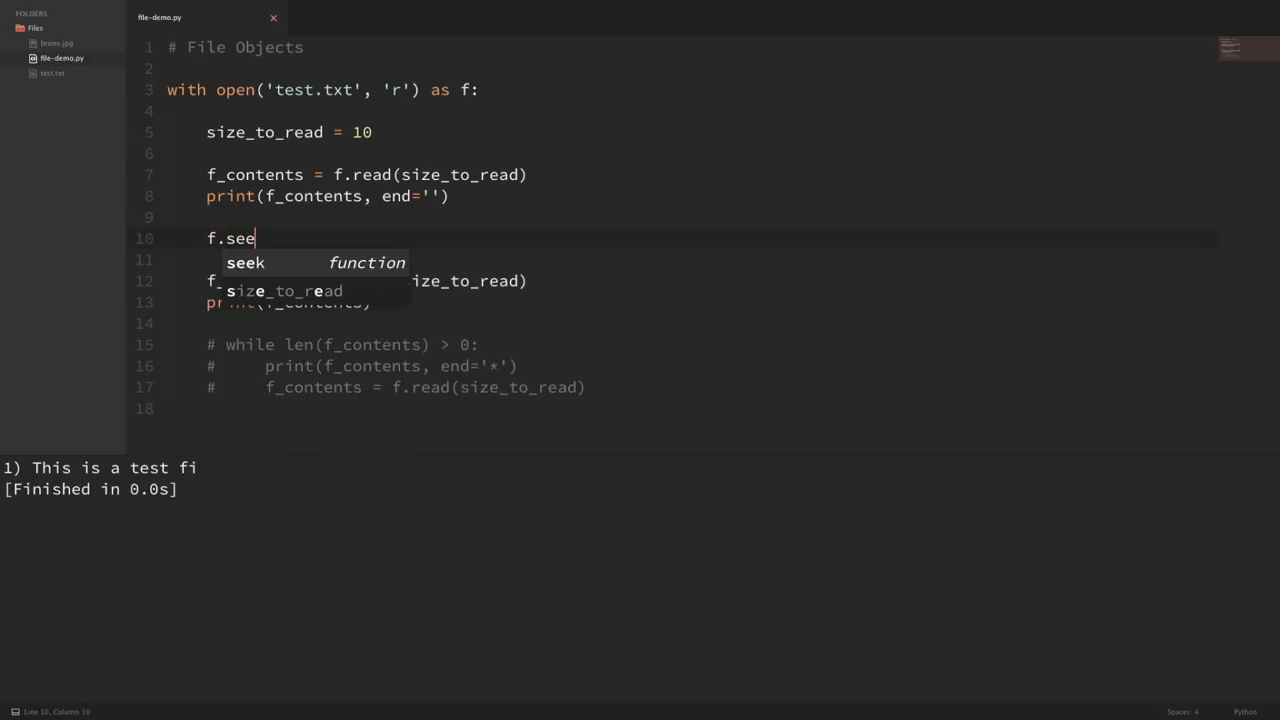 FOLDERS
Files
bronx.jpg
file-demo.py
test.txt
file-demo.py ×
1 # File Objects
2
3 with open('test.txt', 'r') as f:
4
5 size_to_read = 10
6
7 f_contents = f.read(size_to_read)
8 print(f_contents, end='')
9
10 f.see
seek function
11
12 f ize_to_read)
size_to_read
13 print(f_contents)
14
15 # while len(f_contents) > 0:
16 # print(f_contents, end='*')
17 # f_contents = f.read(size_to_read)
18
1) This is a test fi
[Finished in 0.0s]
Line 10, Column 10
Spaces: 4
Python